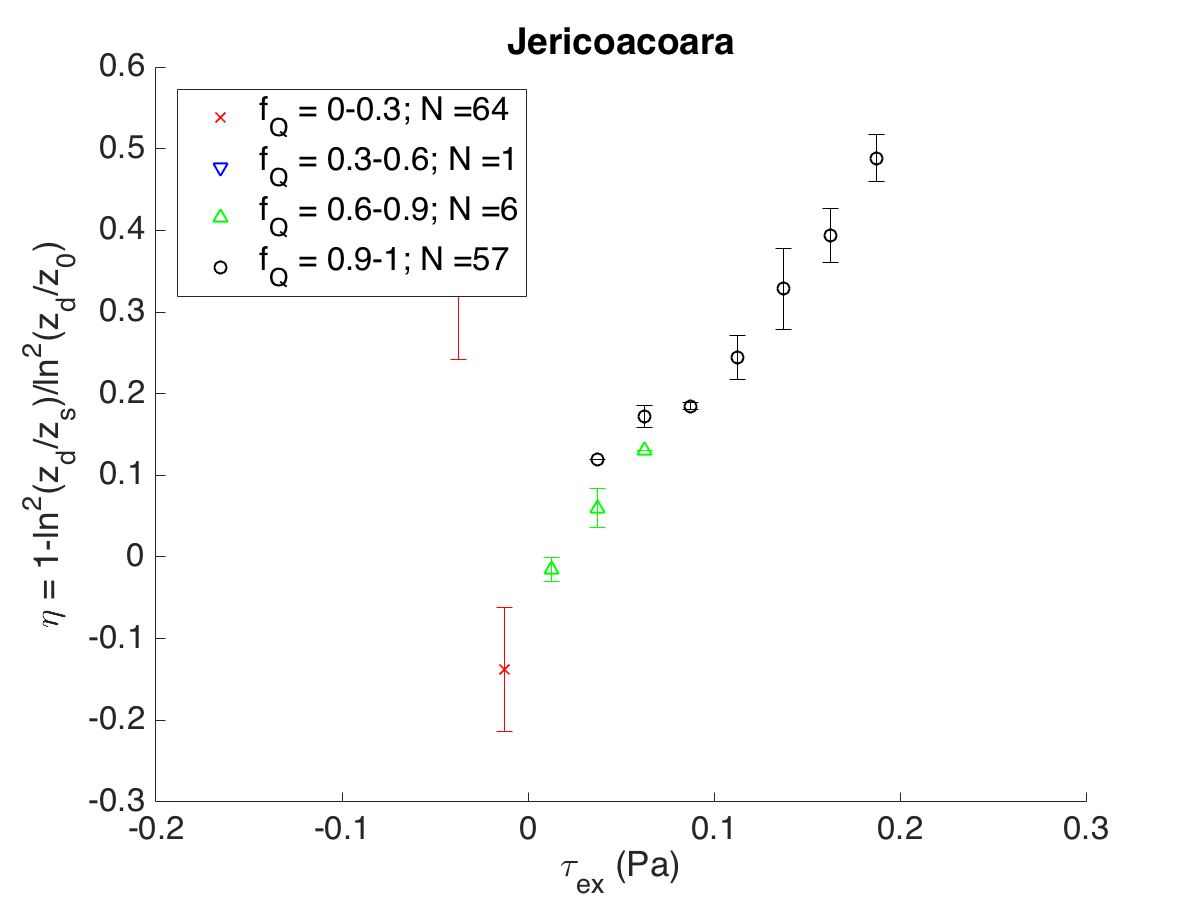 Jericoacoara
0.6
0.5
0.4
0.3
0.2
0.1
0
-0.1
-0.2
-0.3
f_Q = 0-0.3; N =64
f_Q = 0.3-0.6; N =1
f_Q = 0.6-0.9; N =6
f_Q = 0.9-1; N =57
η = 1-ln²(z_d/z_s)/ln²(z_d/z_0)
-0.2 -0.1 0 0.1 0.2 0.3
τ_ex (Pa)